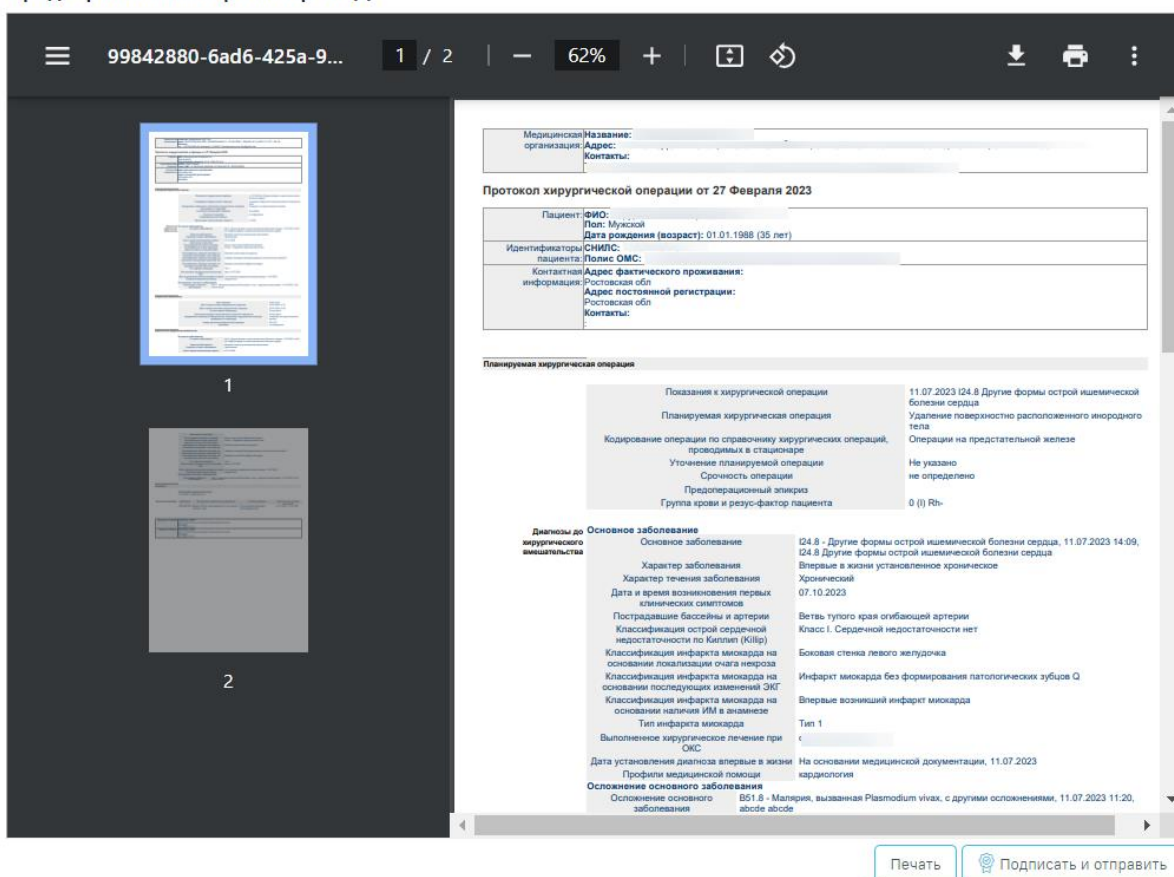 99842880-6ad6-425a-9...
1 / 2
62%
1
2
Медицинская организация:
Название:
Адрес:
Контакты:
Протокол хирургической операции от 27 Февраля 2023
Пациент:
ФИО:
Пол: Мужской
Дата рождения (возраст): 01.01.1988 (35 лет)
Идентификаторы пациента:
СНИЛС:
Полис ОМС:
Контактная информация:
Адрес фактического проживания:
Ростовская обл
Адрес постоянной регистрации:
Ростовская обл
Контакты:
Планируемая хирургическая операция
Показания к хирургической операции
11.07.2023 I24.8 Другие формы острой ишемической
болезни сердца
Планируемая хирургическая операция
Удаление поверхностно расположенного инородного
тела
Кодирование операции по справочнику хирургических операций,
проводимых в стационаре
Операции на предстательной железе
Уточнение планируемой операции
Не указано
Срочность операции
не определено
Предоперационный эпикриз
Группа крови и резус-фактор пациента
0 (I) Rh-
Диагнозы до
хирургического
вмешательства
Основное заболевание
Основное заболевание
I24.8 - Другие формы острой ишемической болезни сердца, 11.07.2023 14:09,
I24.8 Другие формы острой ишемической болезни сердца
Характер заболевания
Впервые в жизни установленное хроническое
Характер течения заболевания
Хронический
Дата и время возникновения первых
клинических симптомов
07.10.2023
Пострадавшие бассейны и артерии
Ветвь тупого края огибающей артерии
Классификация острой сердечной
недостаточности по Киллип (Killip)
Класс I. Сердечной недостаточности нет
Классификация инфаркта миокарда на
основании локализации очага некроза
Боковая стенка левого желудочка
Классификация инфаркта миокарда на
основании последующих изменений ЭКГ
Инфаркт миокарда без формирования патологических зубцов Q
Классификация инфаркта миокарда на
основании наличия ИМ в анамнезе
Впервые возникший инфаркт миокарда
Тип инфаркта миокарда
Тип 1
Выполненное хирургическое лечение при
ОКС
Дата установления диагноза впервые в жизни
На основании медицинской документации, 11.07.2023
Профили медицинской помощи
кардиология
Осложнение основного заболевания
Осложнение основного
заболевания
B51.8 - Малярия, вызванная Plasmodium vivax, с другими осложнениями, 11.07.2023 11:20,
abcde abcde
Печать
Подписать и отправить